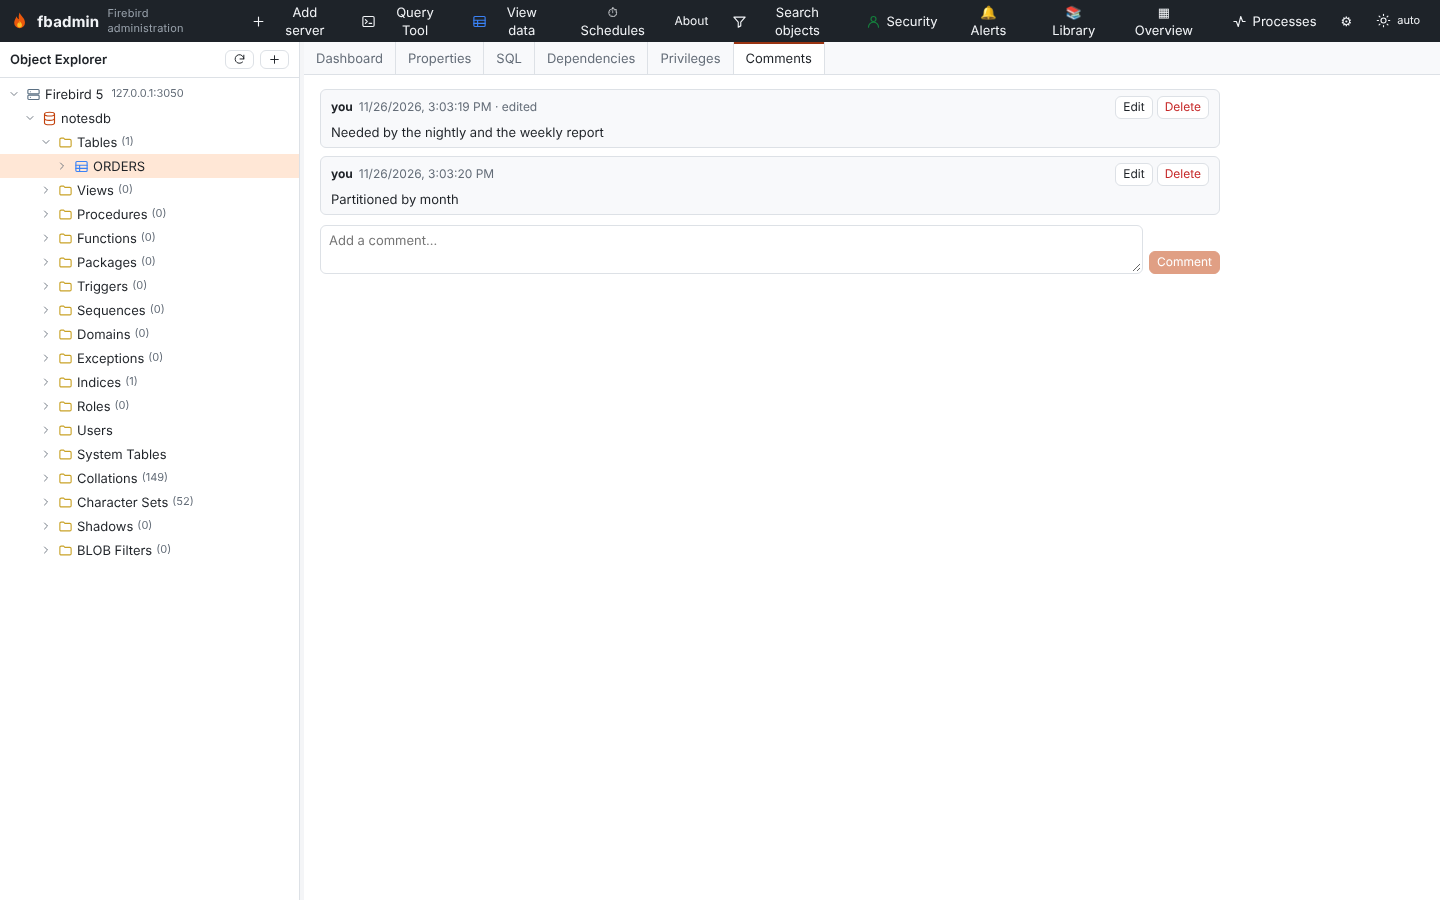 fbadmin
Firebird
administration
Add
server
Query
Tool
View
data
Schedules
About
Search
objects
Security
Alerts
Library
Overview
Processes
auto
Object Explorer
Dashboard
Properties
SQL
Dependencies
Privileges
Comments
Firebird 5 127.0.0.1:3050
notesdb
Tables (1)
ORDERS
Views (0)
Procedures (0)
Functions (0)
Packages (0)
Triggers (0)
Sequences (0)
Domains (0)
Exceptions (0)
Indices (1)
Roles (0)
Users
System Tables
Collations (149)
Character Sets (52)
Shadows (0)
BLOB Filters (0)
you 11/26/2026, 3:03:19 PM · edited
Edit
Delete
Needed by the nightly and the weekly report
you 11/26/2026, 3:03:20 PM
Edit
Delete
Partitioned by month
Add a comment...
Comment